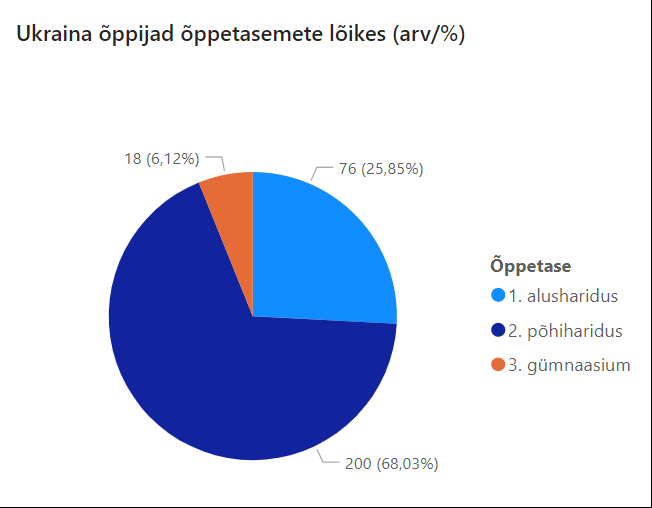 Ukraina õppijad õppetasemete lõikes (arv/%)
18 (6,12%)
76 (25,85%)
Õppetase
1. alusharidus
2. põhiharidus
3. gümnaasium
200 (68,03%)